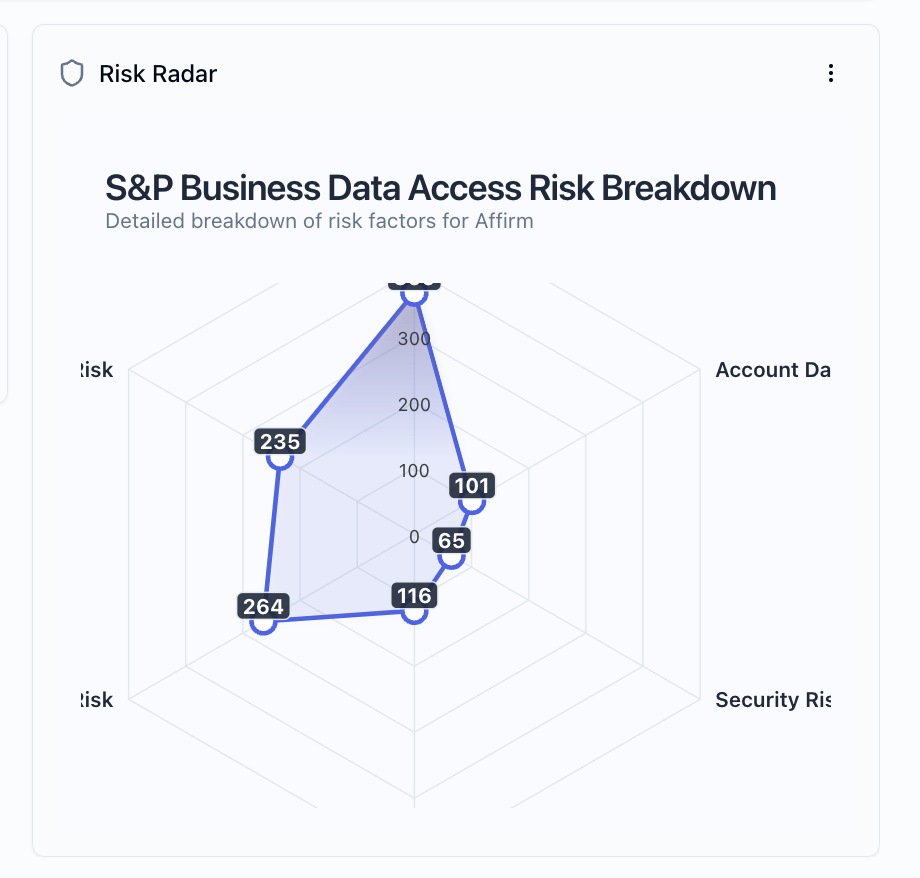 Risk Radar
S&P Business Data Access Risk Breakdown
Detailed breakdown of risk factors for Affirm
300
Risk
Account Da
200
235
100
101
0
65
116
264
Risk
Security Ris